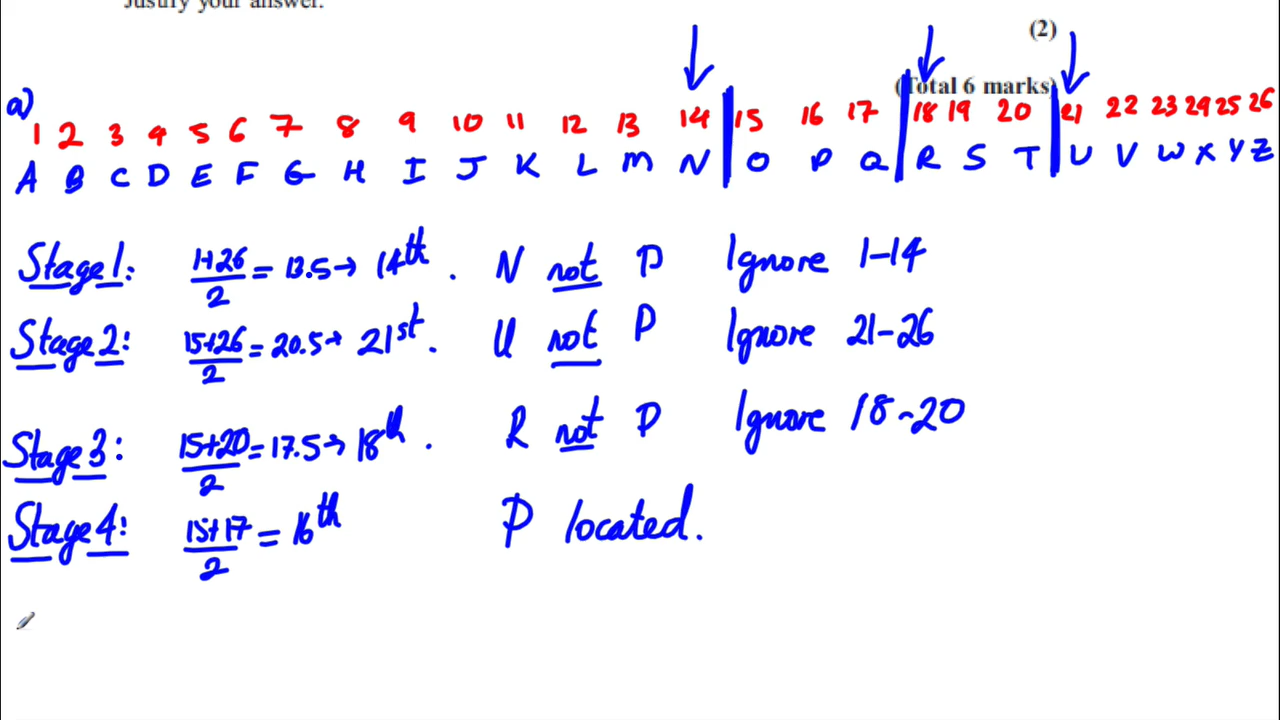 Justify your answer.
(2)
(Total 6 marks)
a)
1 2 3 4 5 6 7 8 9 10 11 12 13 14 15 16 17 18 19 20 21 22 23 24 25 26
A B C D E F G H I J K L M N O P Q R S T U V W X Y Z
Stage 1: 1+26/2 = 13.5 → 14th. N not P Ignore 1-14
Stage 2: 15+26/2 = 20.5 → 21st. U not P Ignore 21-26
Stage 3: 15+20/2 = 17.5 → 18th. R not P Ignore 18-20
Stage 4: 15+17/2 = 16th P located.